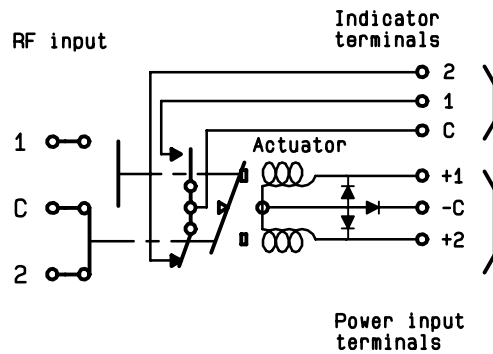 Indicator
terminals
RF input
2
1
C
Actuator
1
C
2
+1
-C
+2
Power input
terminals